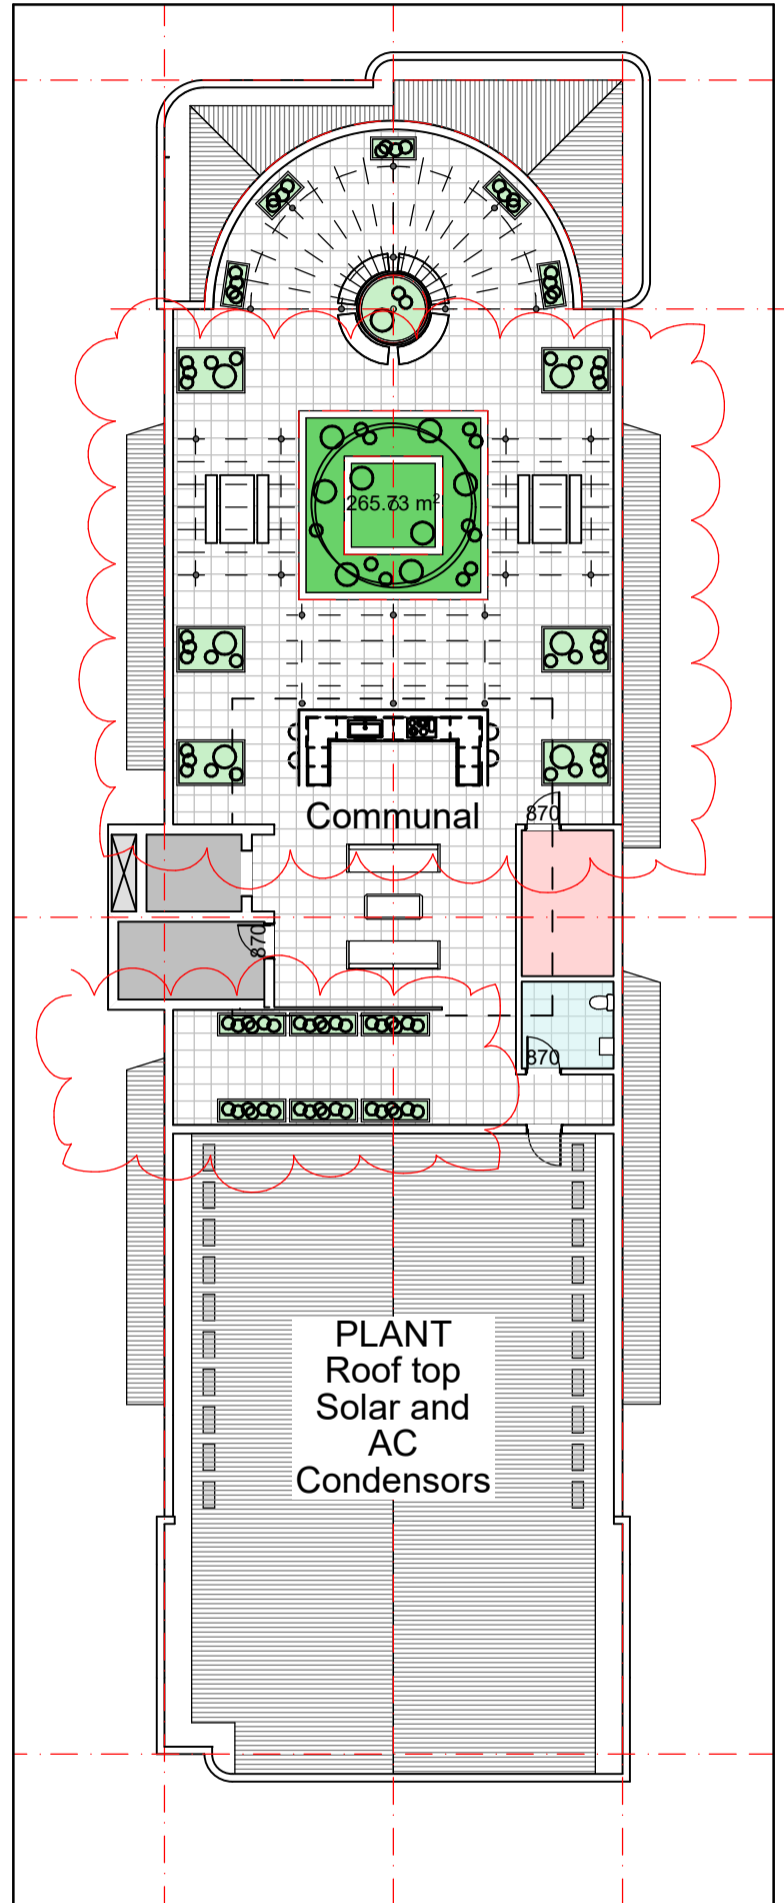 265.73 m²
Communal
870
870
870
PLANT
Roof top
Solar and
AC
Condensors